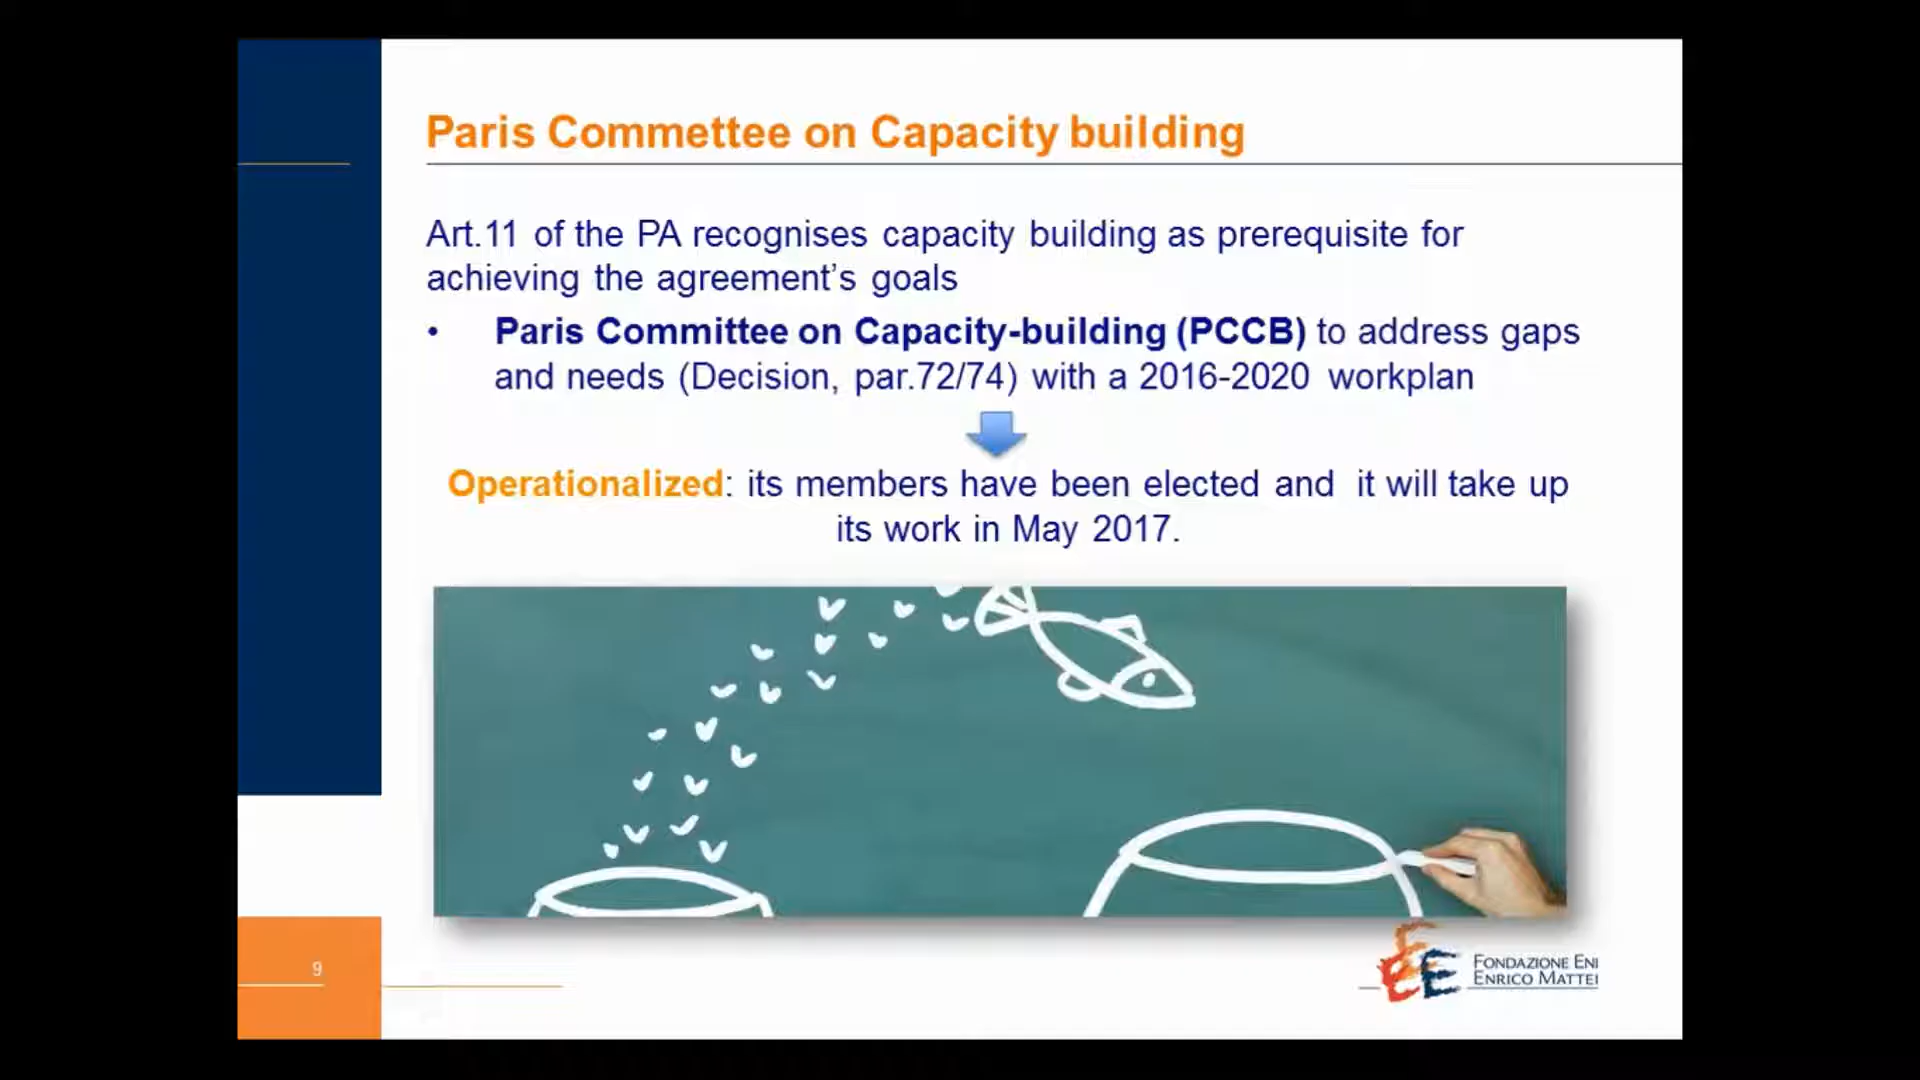 Paris Commettee on Capacity building
Art.11 of the PA recognises capacity building as prerequisite for
achieving the agreement’s goals
• Paris Committee on Capacity-building (PCCB) to address gaps
and needs (Decision, par.72/74) with a 2016-2020 workplan
Operationalized: its members have been elected and it will take up
its work in May 2017.
9
FONDAZIONE ENI
ENRICO MATTEI